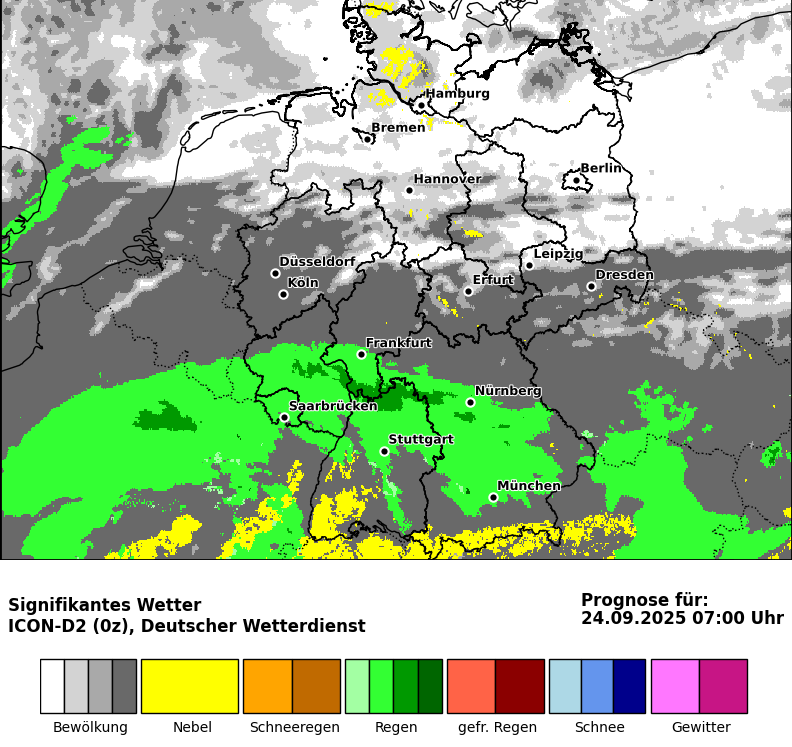 Hamburg
Bremen
Berlin
Hannover
Leipzig
Düsseldorf
Dresden
Köln
Erfurt
Frankfurt
Nürnberg
Saarbrücken
Stuttgart
München
Signifikantes Wetter
ICON-D2 (0z), Deutscher Wetterdienst
Prognose für:
24.09.2025 07:00 Uhr
Bewölkung
Nebel
Schneeregen
Regen
gefr. Regen
Schnee
Gewitter